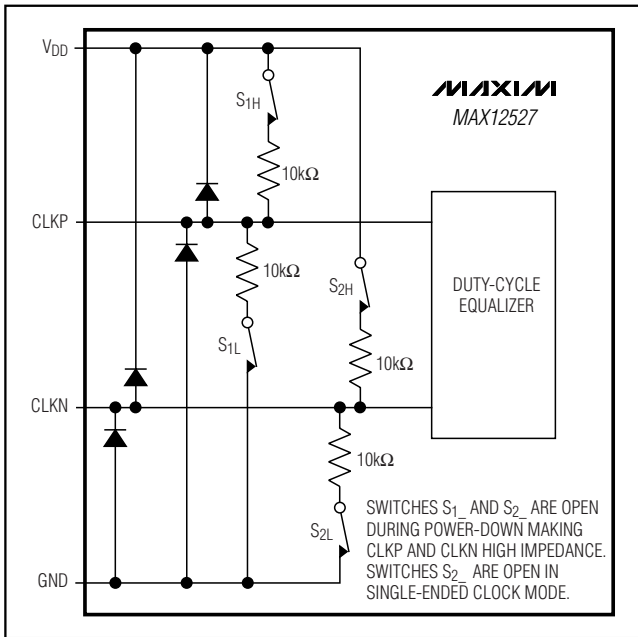 VDD
S1H
MAXIM
MAX12527
10kΩ
CLKP
10kΩ
S2H
DUTY-CYCLE
EQUALIZER
S1L
10kΩ
CLKN
10kΩ
S2L
SWITCHES S1_ AND S2_ ARE OPEN
DURING POWER-DOWN MAKING
CLKP AND CLKN HIGH IMPEDANCE.
SWITCHES S2_ ARE OPEN IN
SINGLE-ENDED CLOCK MODE.
GND